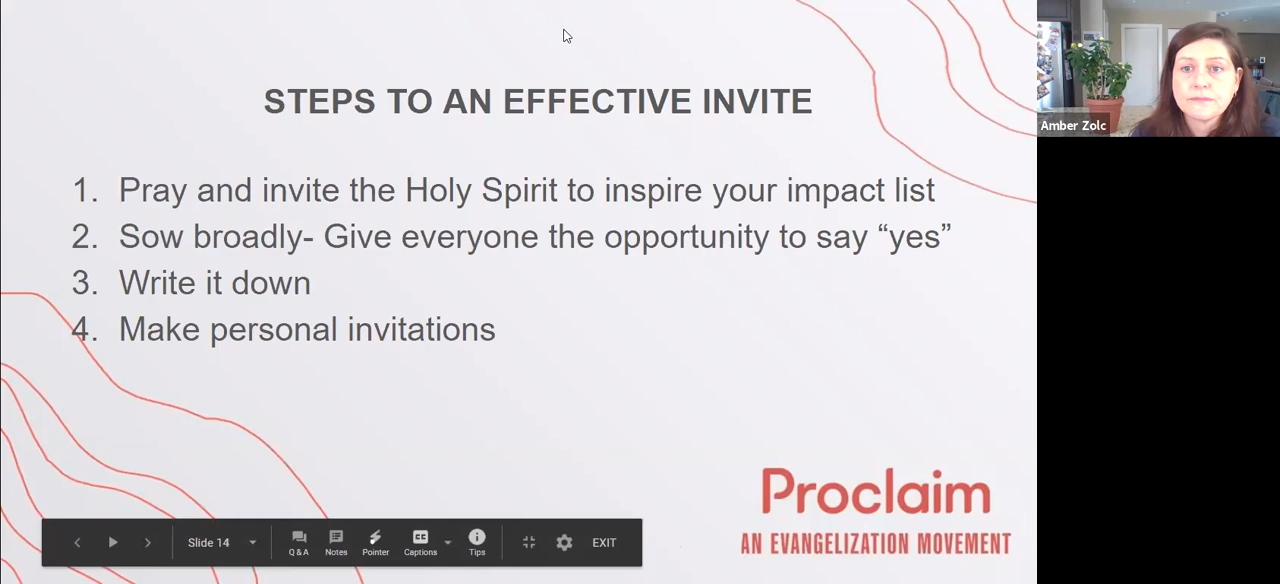 STEPS TO AN EFFECTIVE INVITE
1. Pray and invite the Holy Spirit to inspire your impact list
2. Sow broadly- Give everyone the opportunity to say “yes”
3. Write it down
4. Make personal invitations
Proclaim
AN EVANGELIZATION MOVEMENT
Slide 14
Q & A
Notes
Pointer
CC
Captions
Tips
EXIT
Amber Zolc